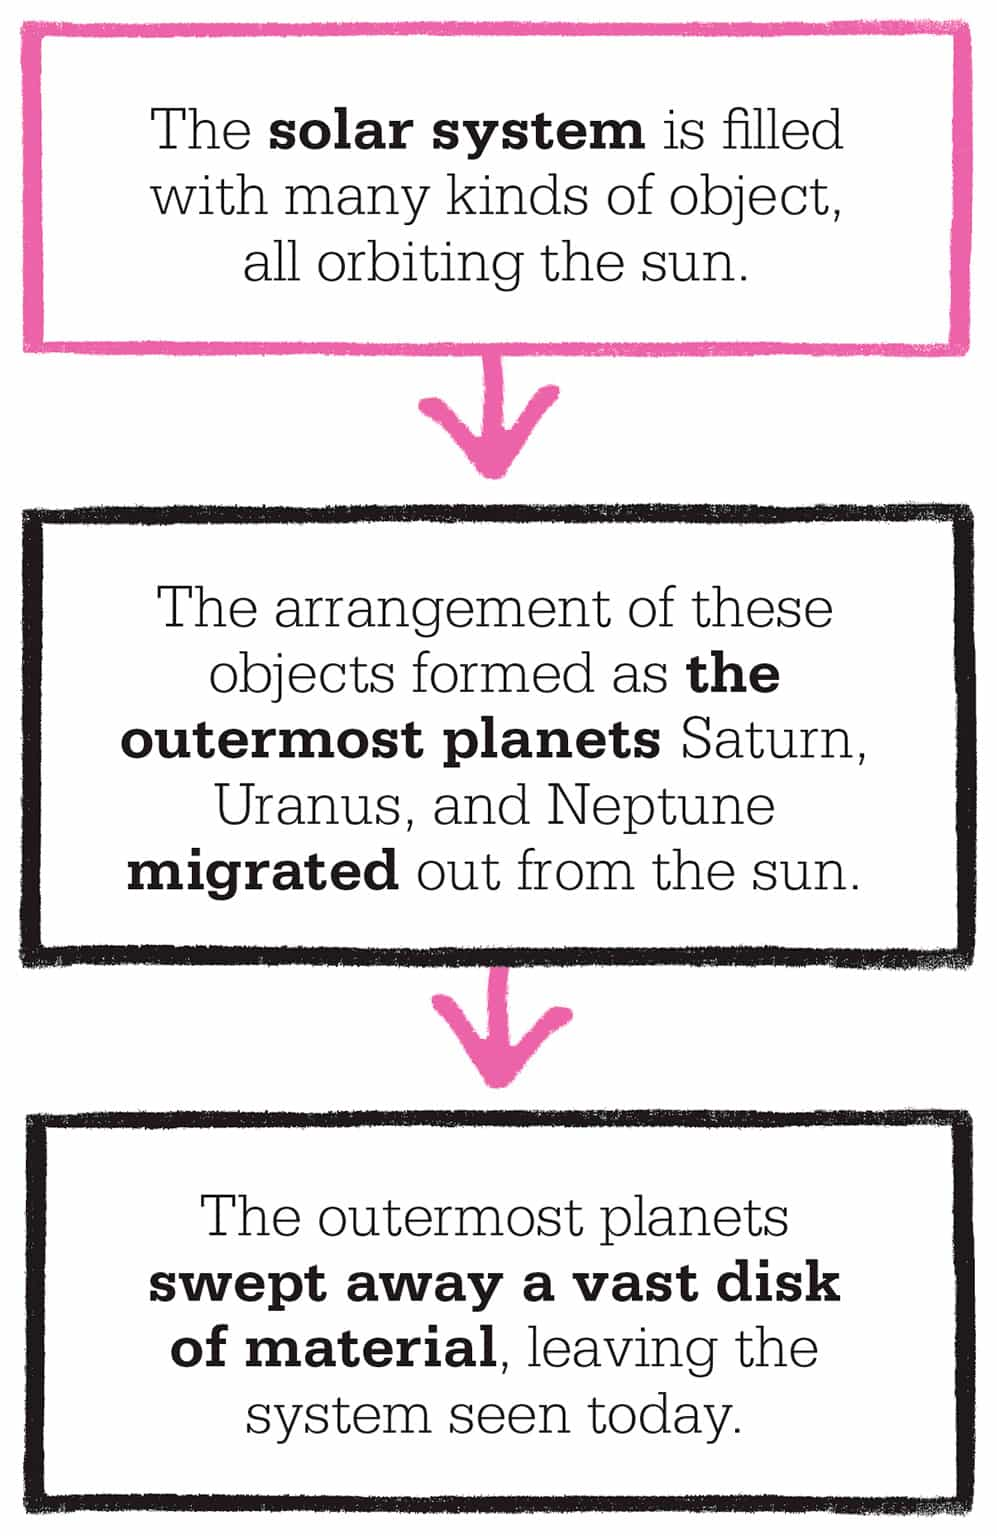 The solar system is filled
with many kinds of object,
all orbiting the sun.
The arrangement of these
objects formed as the
outermost planets Saturn,
Uranus, and Neptune
migrated out from the sun.
The outermost planets
swept away a vast disk
of material, leaving the
system seen today.